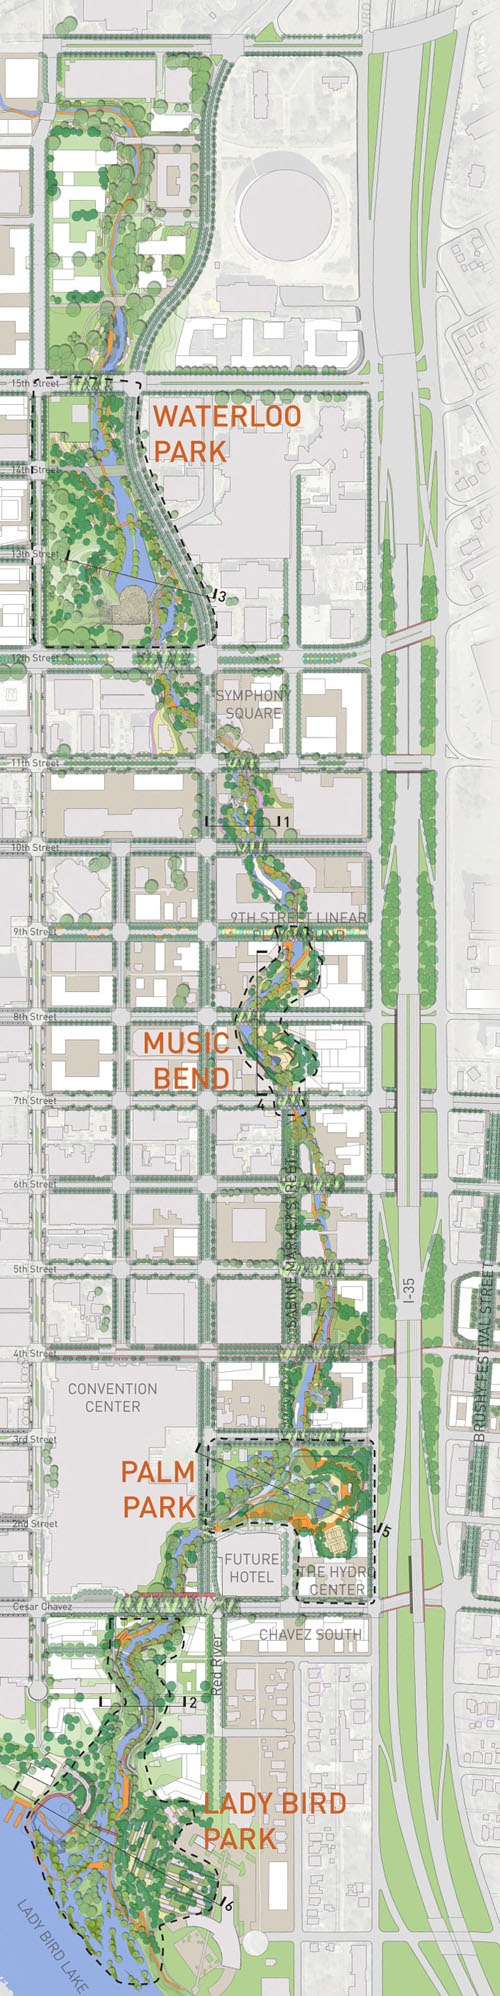 15th Street
WATERLOO
PARK
14th Street
13th Street
3
12th Street
SYMPHONY
SQUARE
11th Street
1
10th Street
9TH STREET LINEAR
PLAYGROUND
9th Street
8th Street
MUSIC
BEND
7th Street
4
6th Street
SABINE MARKET STREET
5th Street
I-35
BRUSHY FESTIVAL STREET
4th Street
CONVENTION
CENTER
3rd Street
PALM
PARK
2nd Street
5
FUTURE
HOTEL
THE HYDRO
CENTER
Cesar Chavez
CHAVEZ SOUTH
Red River
2
LADY BIRD
PARK
6
LADY BIRD LAKE